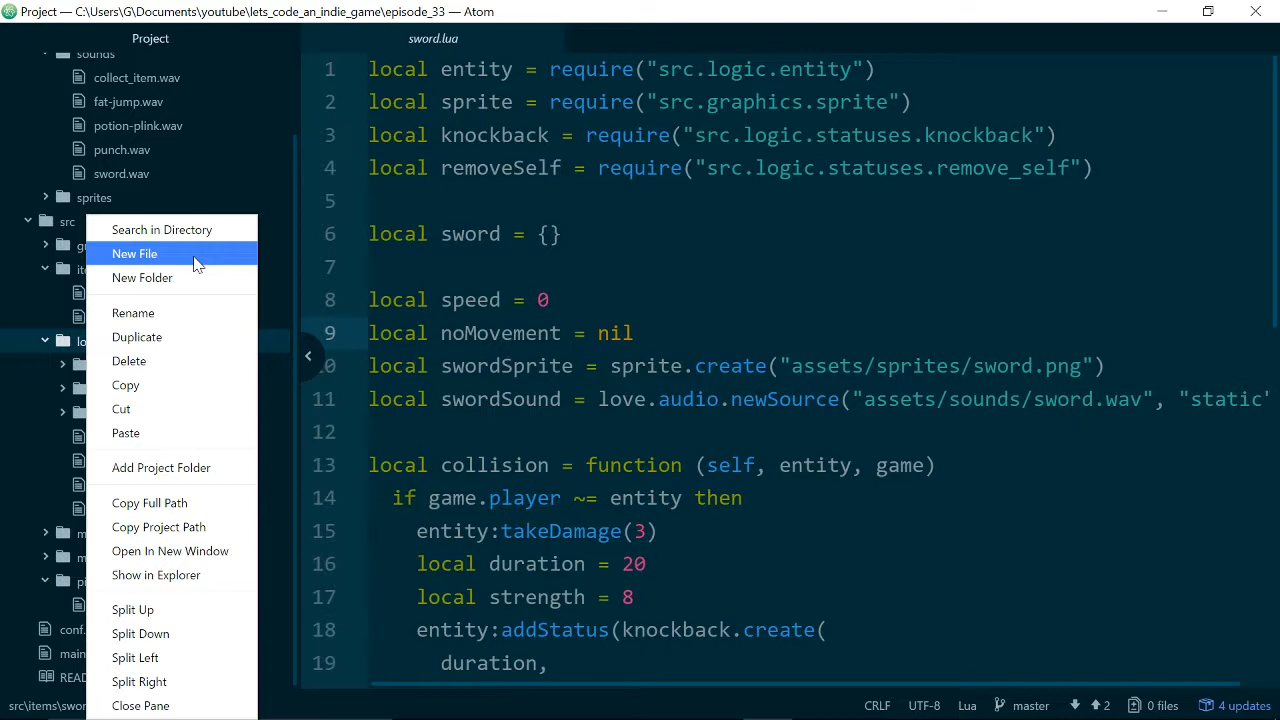 Project — C:\Users\G\Documents\youtube\lets_code_an_indie_game\episode_33 — Atom
Project
sword.lua
sounds
collect_item.wav
fat-jump.wav
potion-plink.wav
punch.wav
sword.wav
sprites
src
conf.
main
READ
Search in Directory
New File
New Folder
Rename
Duplicate
Delete
Copy
Cut
Paste
Add Project Folder
Copy Full Path
Copy Project Path
Open In New Window
Show in Explorer
Split Up
Split Down
Split Left
Split Right
Close Pane
1 local entity = require("src.logic.entity")
2 local sprite = require("src.graphics.sprite")
3 local knockback = require("src.logic.statuses.knockback")
4 local removeSelf = require("src.logic.statuses.remove_self")
5
6 local sword = {}
7
8 local speed = 0
9 local noMovement = nil
10 local swordSprite = sprite.create("assets/sprites/sword.png")
11 local swordSound = love.audio.newSource("assets/sounds/sword.wav", "static"
12
13 local collision = function (self, entity, game)
14 if game.player ~= entity then
15 entity:takeDamage(3)
16 local duration = 20
17 local strength = 8
18 entity:addStatus(knockback.create(
19 duration,
src\items\swor
CRLF UTF-8 Lua master 2 0 files 4 updates